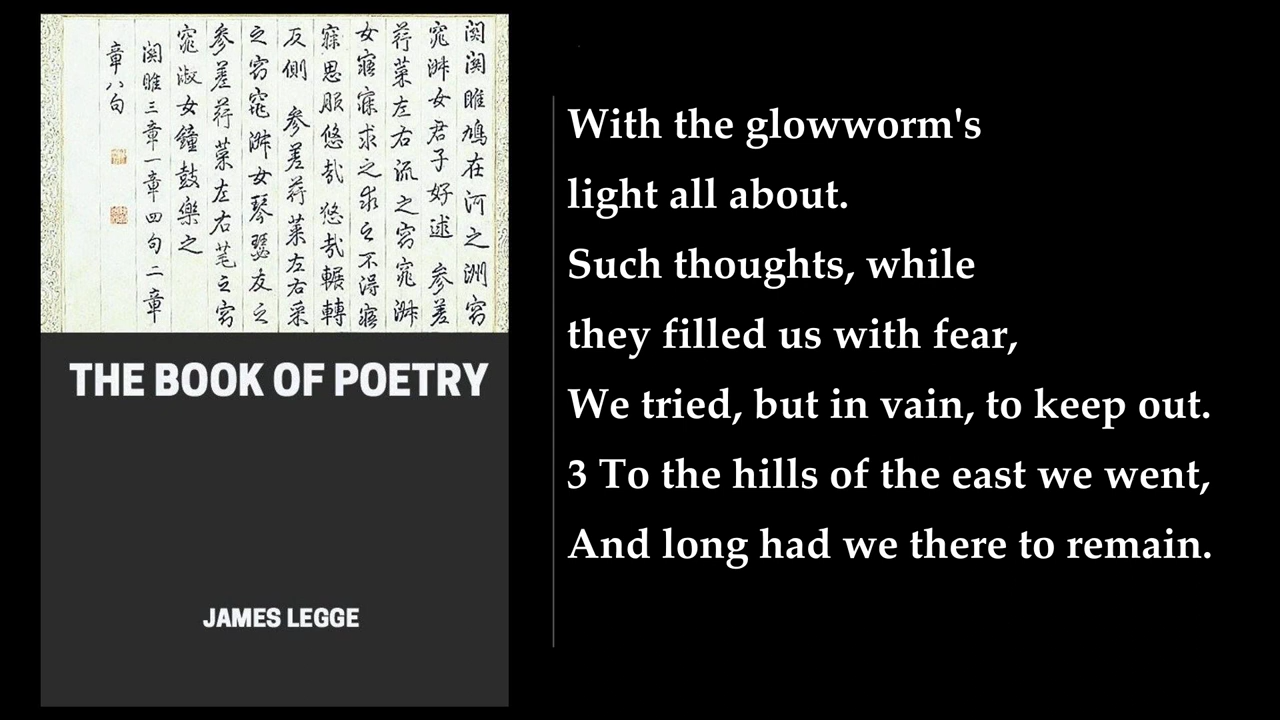 关关雎鳩在河之洲窈
窕淑女君子好逑 參差
荇菜左右流之窈窕淑
女寤寐求之求之不得寤
寐思服悠哉悠哉輾轉
反側 參差荇菜左右采
之窈窕淑女琴瑟友之
參差荇菜左右芼之窈
窕淑女鐘鼓樂之
关雎三章一章四句二章
章八句
THE BOOK OF POETRY
JAMES LEGGE
With the glowworm's
light all about.
Such thoughts, while
they filled us with fear,
We tried, but in vain, to keep out.
3 To the hills of the east we went,
And long had we there to remain.